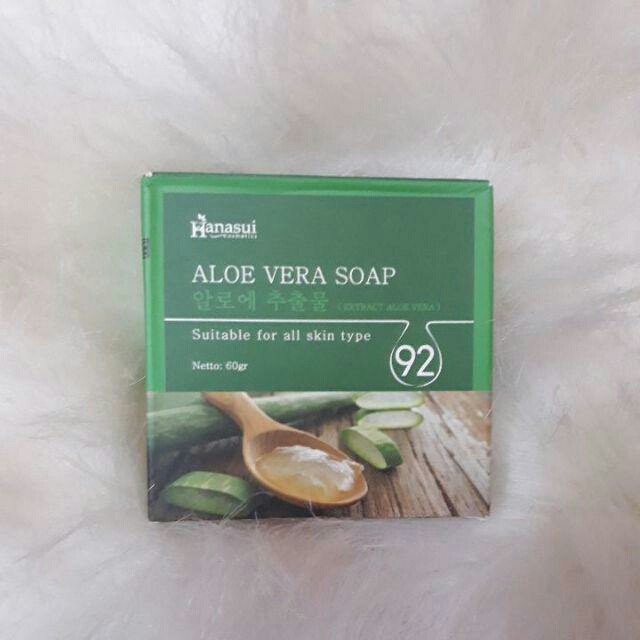 Hanasui
Cosmetics
ALOE VERA SOAP
알로에 추출물 ( EXTRACT ALOE VERA )
Suitable for all skin type
92
Netto: 60gr